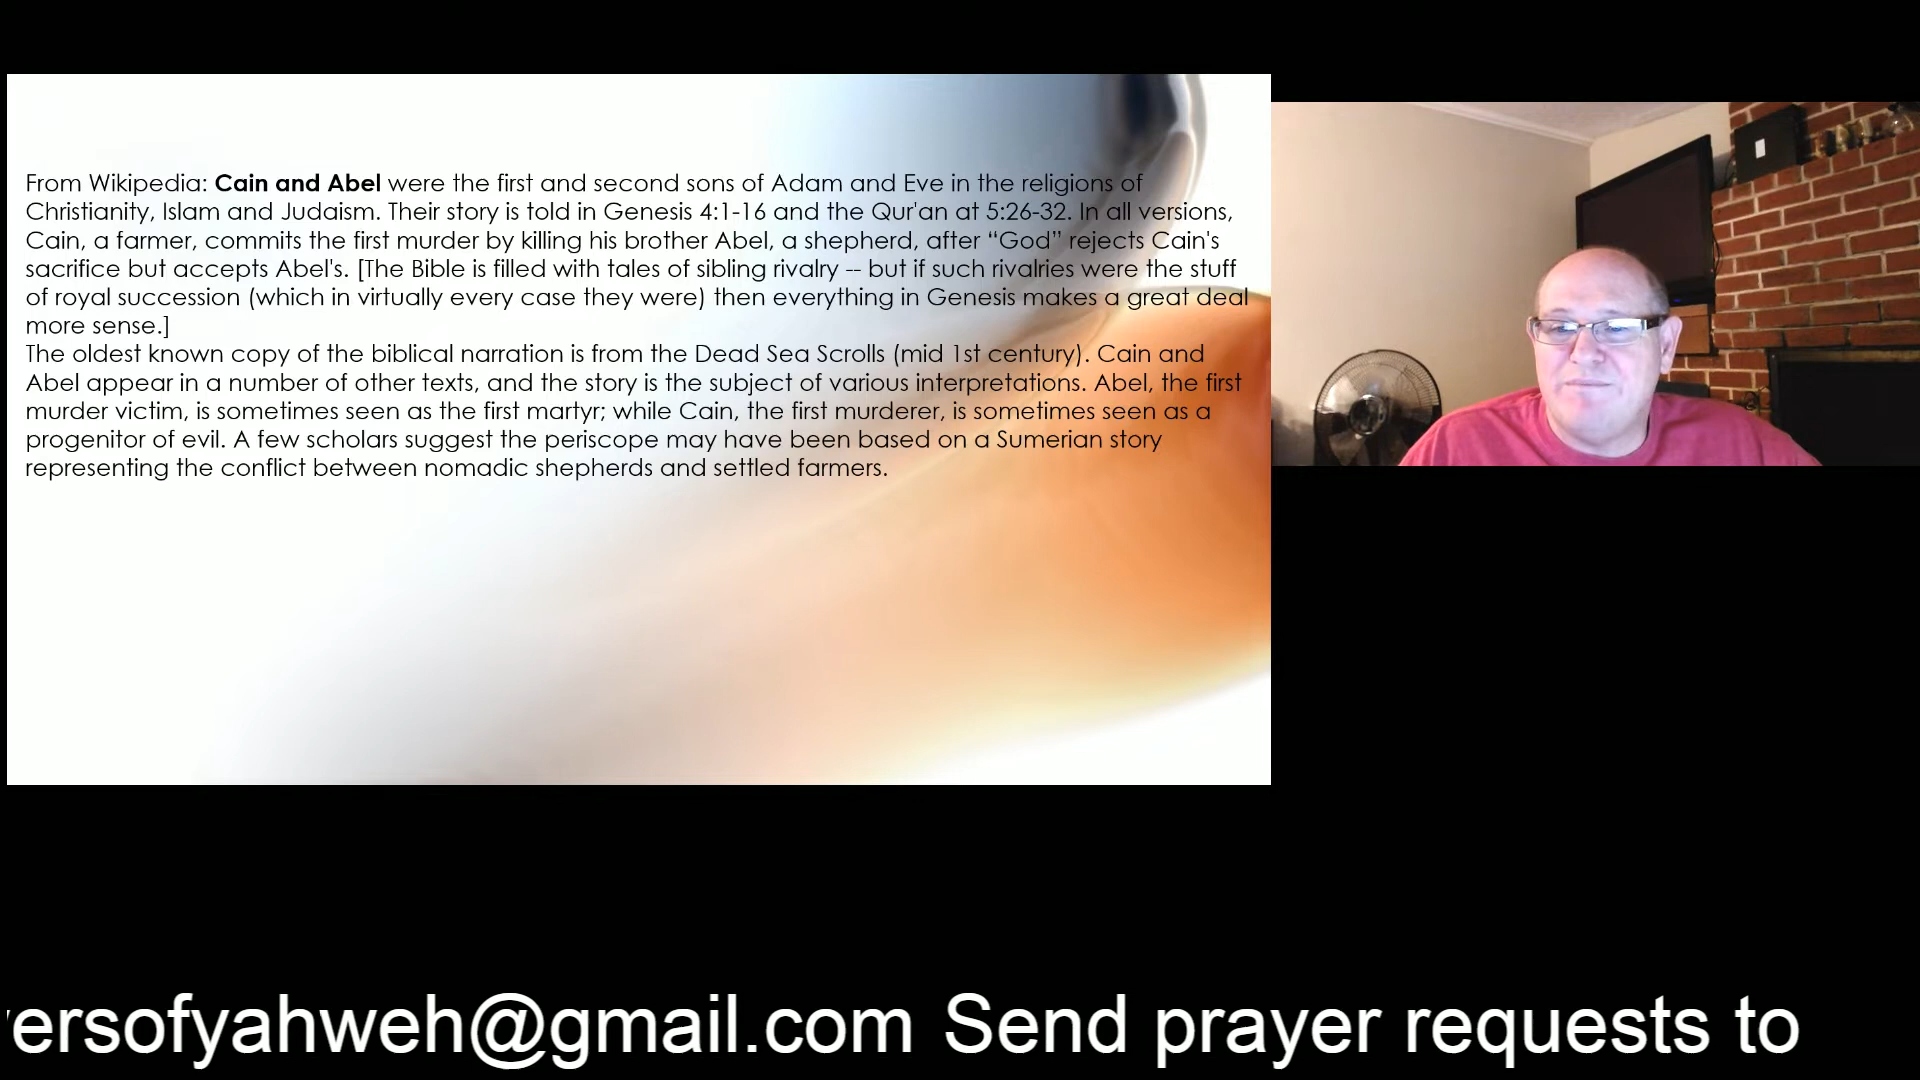 From Wikipedia: Cain and Abel were the first and second sons of Adam and Eve in the religions of
Christianity, Islam and Judaism. Their story is told in Genesis 4:1-16 and the Qur'an at 5:26-32. In all versions,
Cain, a farmer, commits the first murder by killing his brother Abel, a shepherd, after “God” rejects Cain's
sacrifice but accepts Abel's. [The Bible is filled with tales of sibling rivalry -- but if such rivalries were the stuff
of royal succession (which in virtually every case they were) then everything in Genesis makes a great deal
more sense.]
The oldest known copy of the biblical narration is from the Dead Sea Scrolls (mid 1st century). Cain and
Abel appear in a number of other texts, and the story is the subject of various interpretations. Abel, the first
murder victim, is sometimes seen as the first martyr; while Cain, the first murderer, is sometimes seen as a
progenitor of evil. A few scholars suggest the periscope may have been based on a Sumerian story
representing the conflict between nomadic shepherds and settled farmers.
ersofyahweh@gmail.com Send prayer requests to